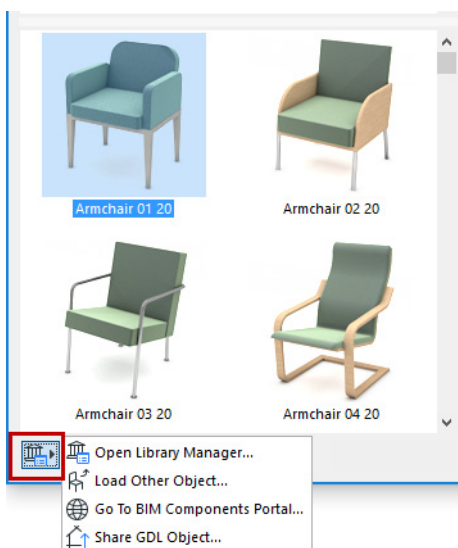 Armchair 01 20
Armchair 02 20
Armchair 03 20
Armchair 04 20
Open Library Manager...
Load Other Object...
Go To BIM Components Portal...
Share GDL Object...